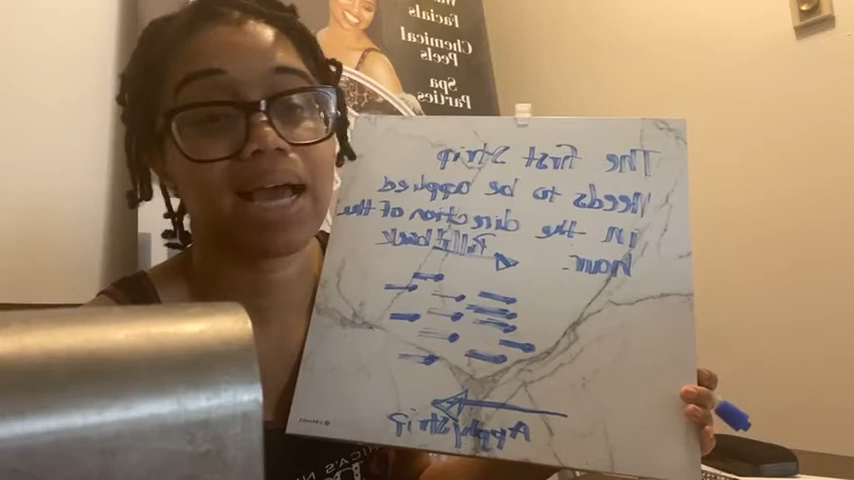 Facials
Chemical
Peels
Spa
Parties
The first Strip
Needs to be applied
in the direction of the
hair.
Pull it back
Apply Strip